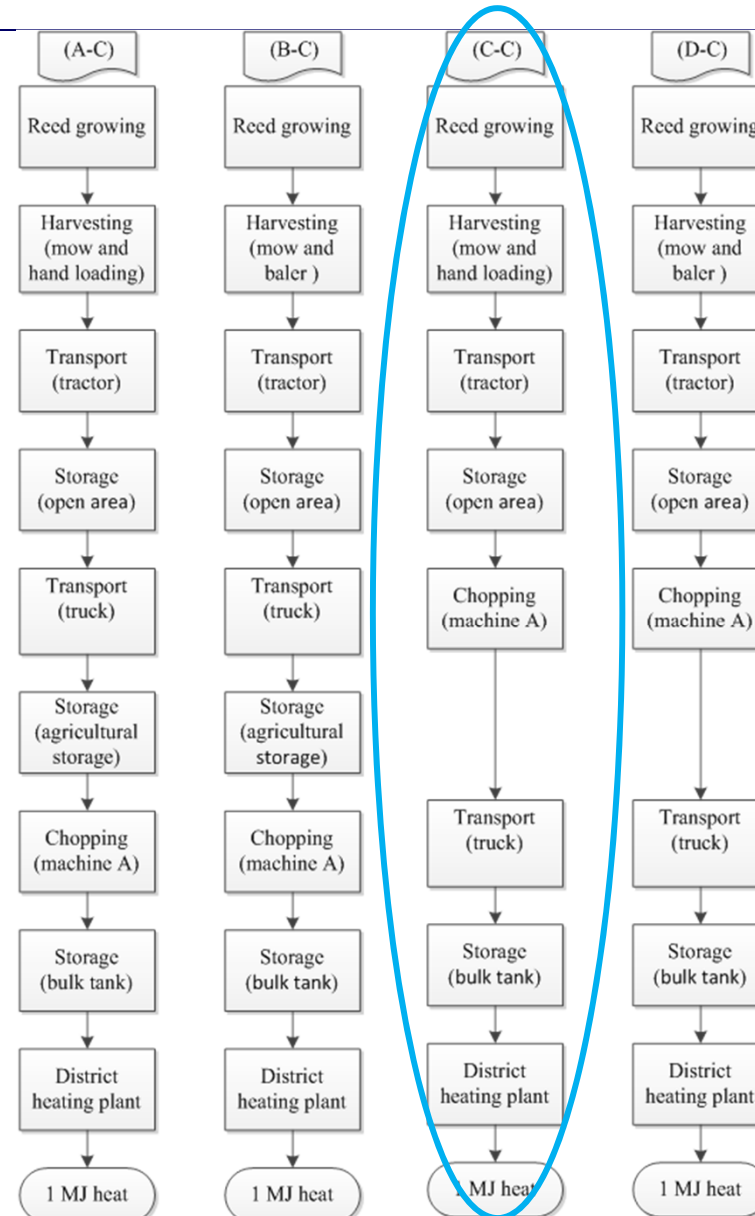 (A-C)
Reed growing
Harvesting
(mow and
hand loading)
Transport
(tractor)
Storage
(open area)
Transport
(truck)
Storage
(agricultural
storage)
Chopping
(machine A)
Storage
(bulk tank)
District
heating plant
1 MJ heat
(B-C)
Reed growing
Harvesting
(mow and
baler )
Transport
(tractor)
Storage
(open area)
Transport
(truck)
Storage
(agricultural
storage)
Chopping
(machine A)
Storage
(bulk tank)
District
heating plant
1 MJ heat
(C-C)
Reed growing
Harvesting
(mow and
hand loading)
Transport
(tractor)
Storage
(open area)
Chopping
(machine A)
Transport
(truck)
Storage
(bulk tank)
District
heating plant
1 MJ heat
(D-C)
Reed growing
Harvesting
(mow and
baler )
Transport
(tractor)
Storage
(open area)
Chopping
(machine A)
Transport
(truck)
Storage
(bulk tank)
District
heating plant
1 MJ heat